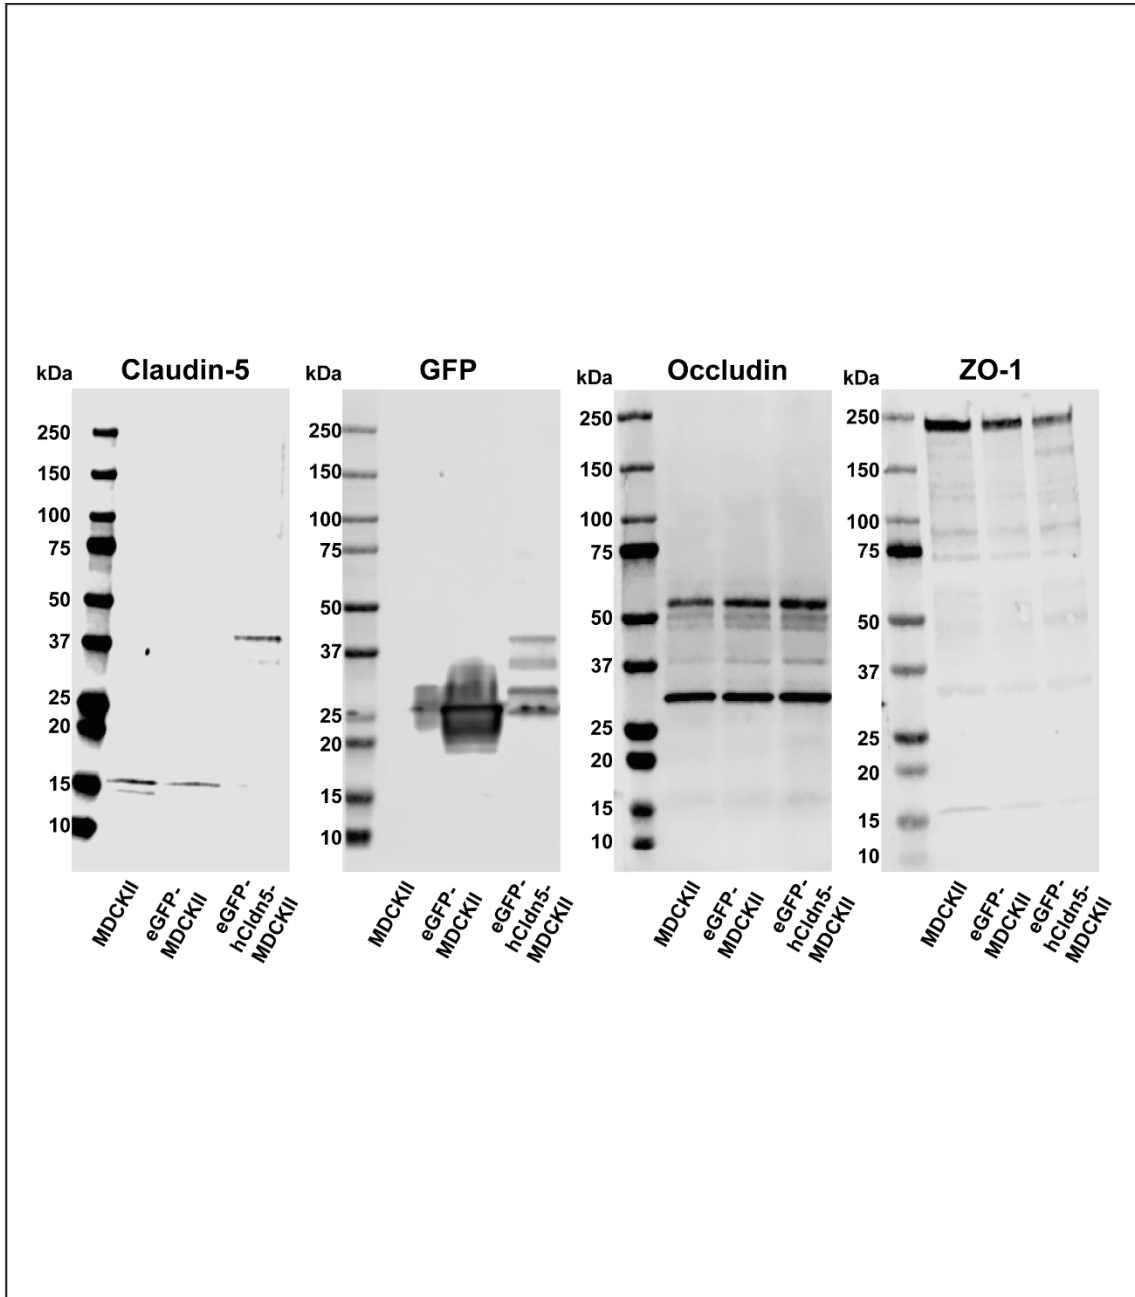 kDa Claudin-5
250
150
100
75
50
37
25
20
15
10
MDCKII
eGFP-
MDCKII
eGFP-
hCldn5-
MDCKII
kDa GFP
250
150
100
75
50
37
25
20
15
10
MDCKII
eGFP-
MDCKII
eGFP-
hCldn5-
MDCKII
kDa Occludin
250
150
100
75
50
37
25
20
15
10
MDCKII
eGFP-
MDCKII
eGFP-
hCldn5-
MDCKII
kDa ZO-1
250
150
100
75
50
37
25
20
15
10
MDCKII
eGFP-
MDCKII
eGFP-
hCldn5-
MDCKII